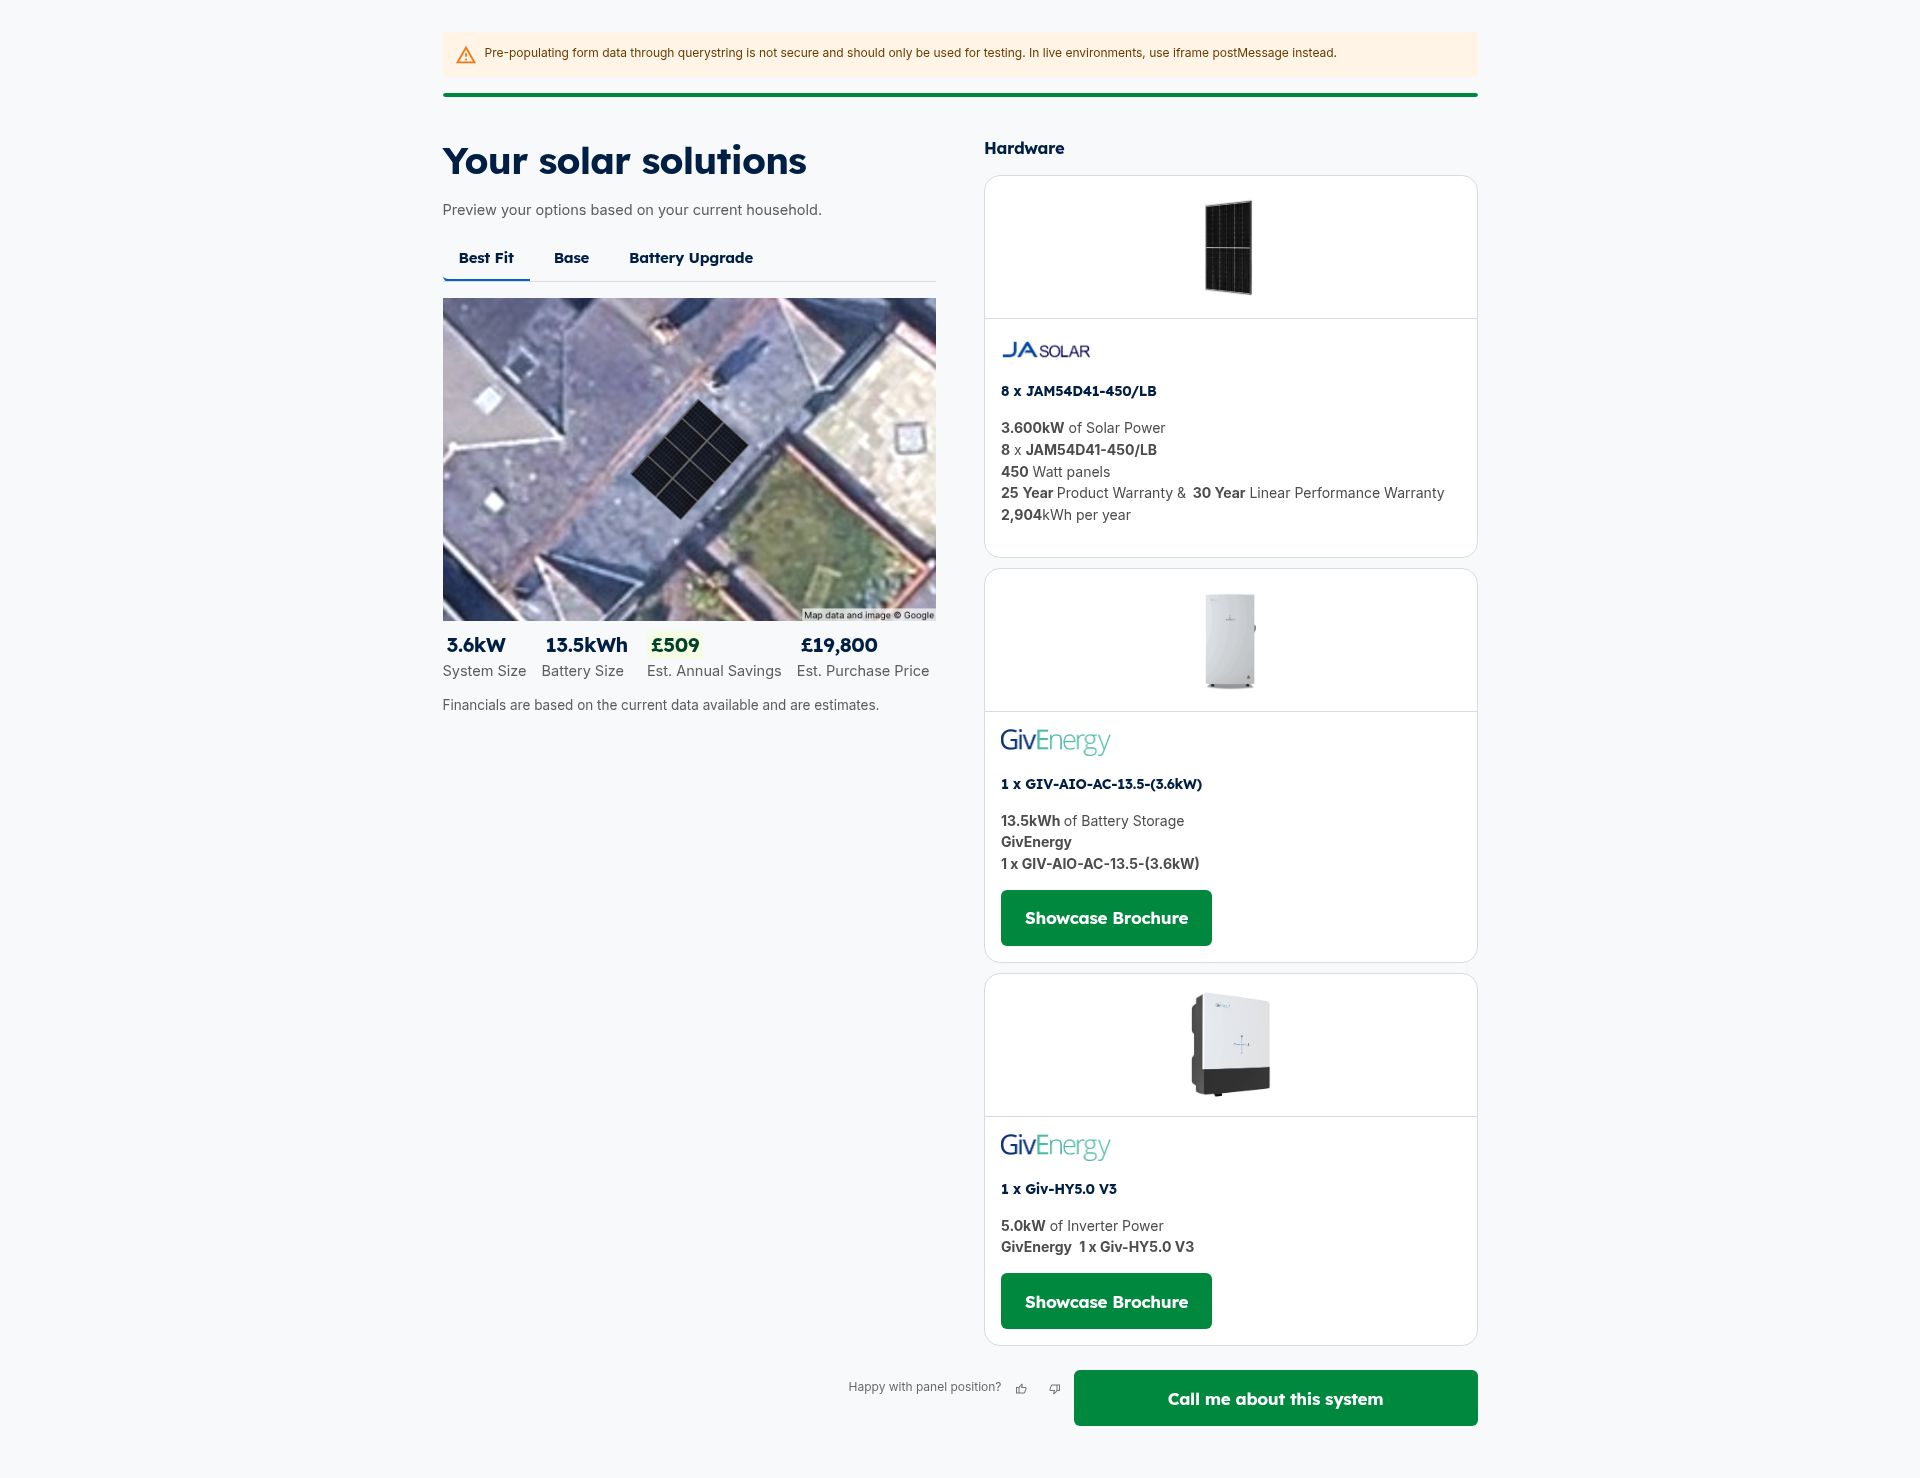 Pre-populating form data through querystring is not secure and should only be used for testing. In live environments, use iframe postMessage instead.
Your solar solutions
Preview your options based on your current household.
Best Fit
Base
Battery Upgrade
Map data and image © Google
3.6kW
System Size
13.5kWh
Battery Size
£509
Est. Annual Savings
£19,800
Est. Purchase Price
Financials are based on the current data available and are estimates.
Hardware
JA SOLAR
8 x JAM54D41-450/LB
3.600kW of Solar Power
8 x JAM54D41-450/LB
450 Watt panels
25 Year Product Warranty & 30 Year Linear Performance Warranty
2,904kWh per year
GivEnergy
1 x GIV-AIO-AC-13.5-(3.6kW)
13.5kWh of Battery Storage
GivEnergy
1 x GIV-AIO-AC-13.5-(3.6kW)
Showcase Brochure
GivEnergy
1 x Giv-HY5.0 V3
5.0kW of Inverter Power
GivEnergy 1 x Giv-HY5.0 V3
Showcase Brochure
Happy with panel position?
Call me about this system